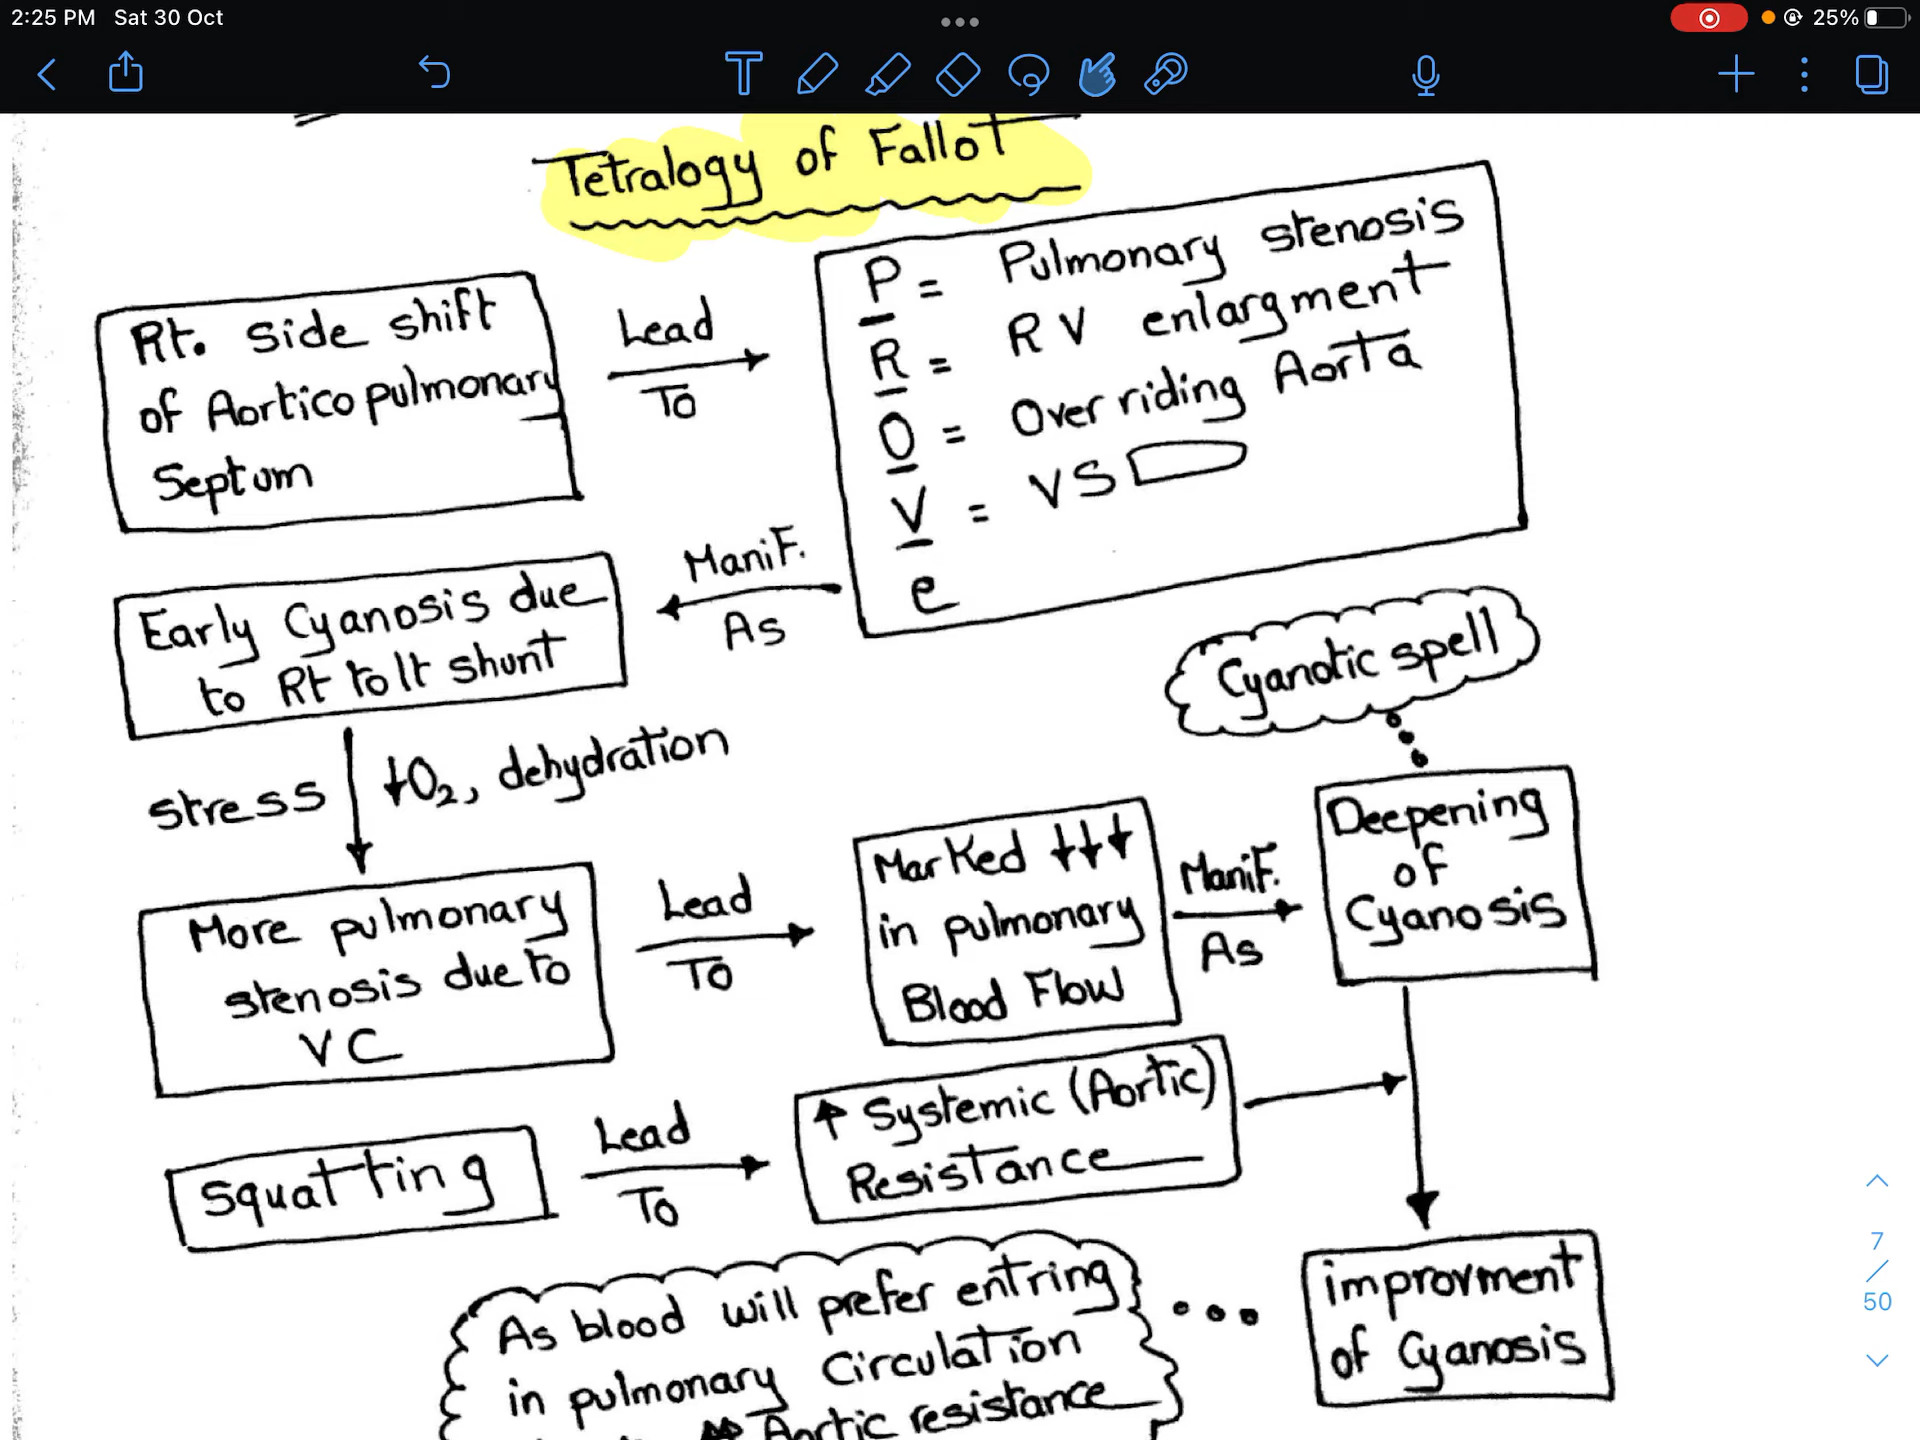 2:25 PM Sat 30 Oct
25%
Tetralogy of Fallot
Rt. side shift
of Aortico pulmonary
Septum
Lead
To
P = Pulmonary stenosis
R = RV enlargment
O = Over riding Aorta
V = VSD
e
Manif.
As
Early Cyanosis due
to Rt to lt shunt
Cyanotic spell
stress
↓O2, dehydration
More pulmonary
stenosis due to
VC
Lead
To
Marked ↓↓↓
in pulmonary
Blood Flow
Manif.
As
Deepening
of
Cyanosis
Squatting
Lead
To
↑ Systemic (Aortic)
Resistance
improvment
of Cyanosis
As blood will prefer entring
in pulmonary Circulation
Aortic resistance
7
/
50